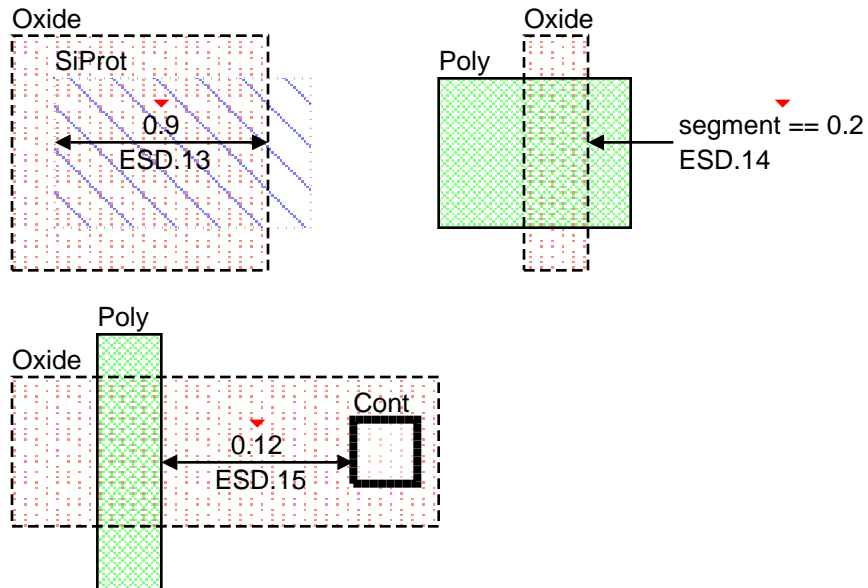 Oxide
SiProt
0.9
ESD.13
Oxide
Poly
segment == 0.2
ESD.14
Poly
Oxide
Cont
0.12
ESD.15